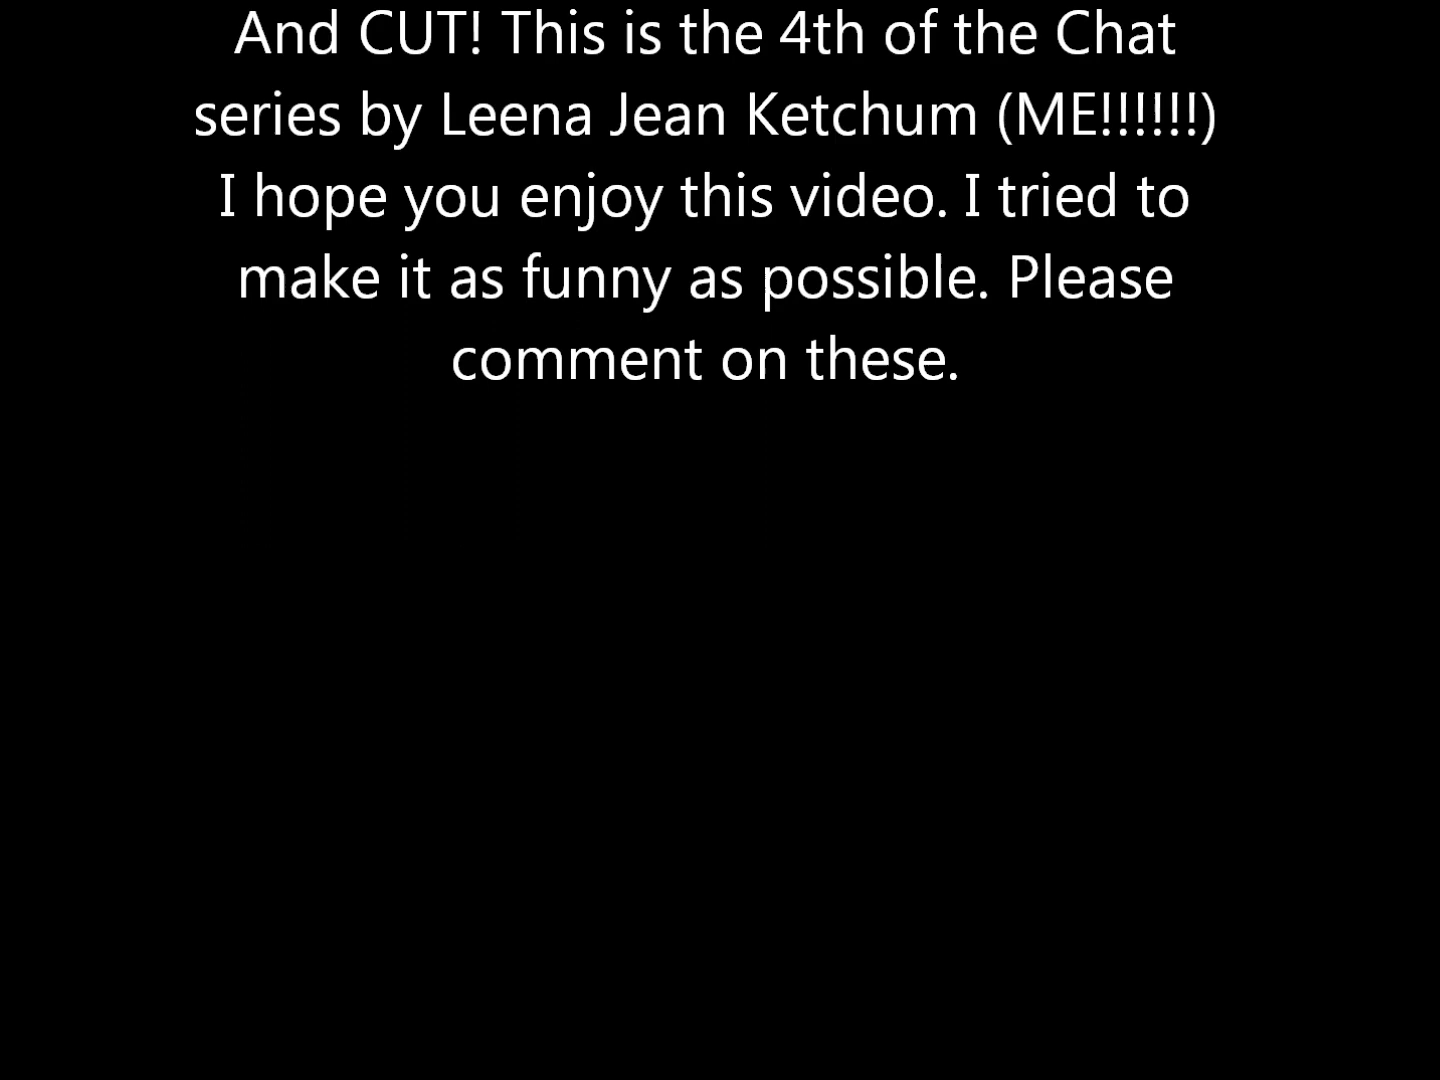 And CUT! This is the 4th of the Chat
series by Leena Jean Ketchum (ME!!!!!!)
I hope you enjoy this video. I tried to
make it as funny as possible. Please
comment on these.